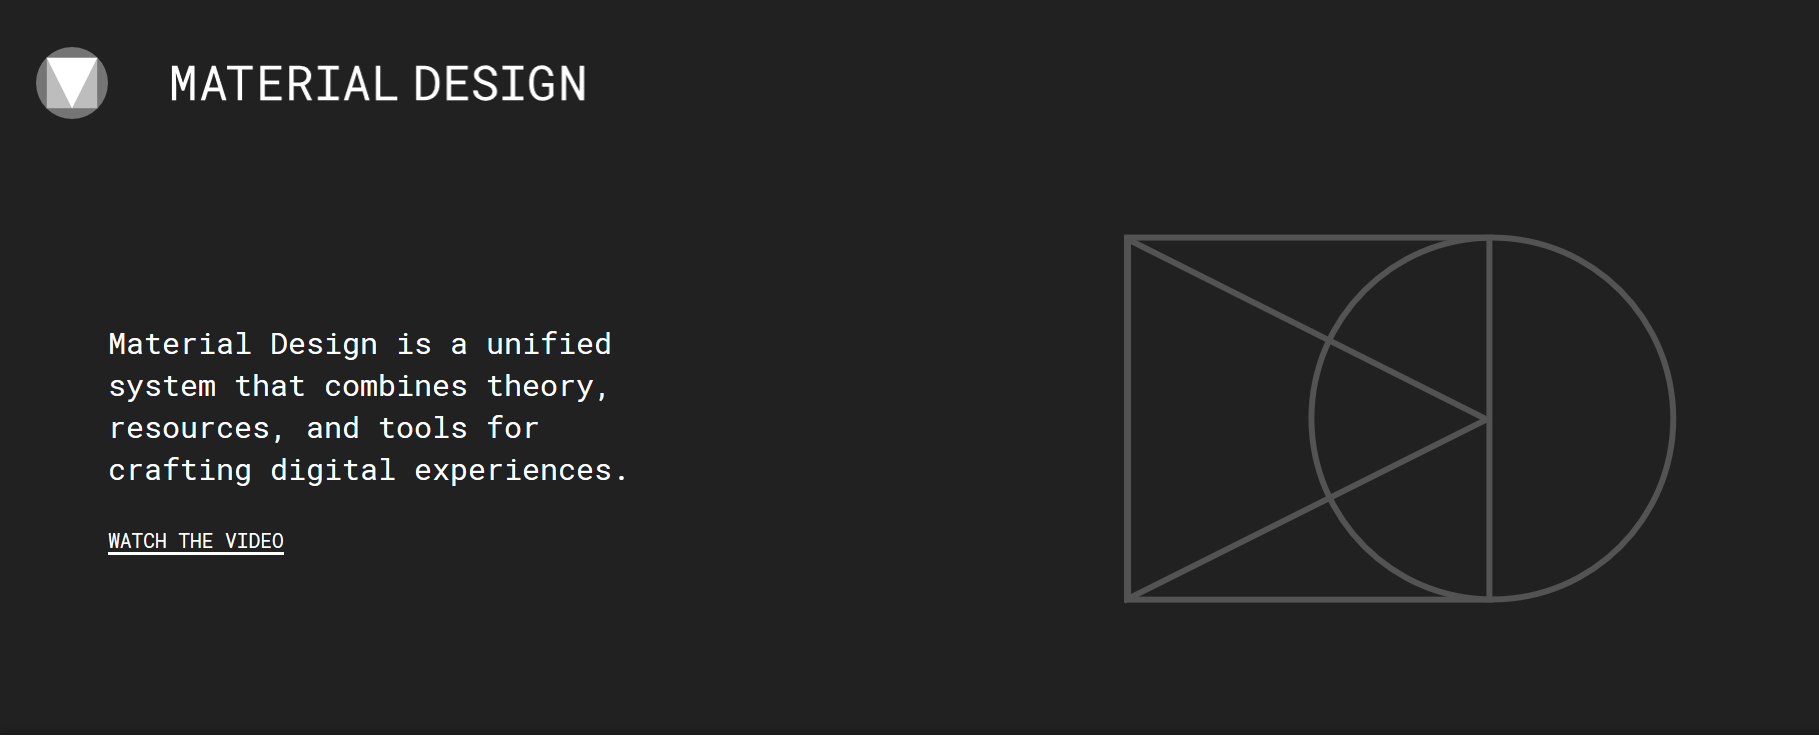 MATERIAL DESIGN
Material Design is a unified
system that combines theory,
resources, and tools for
crafting digital experiences.
WATCH THE VIDEO